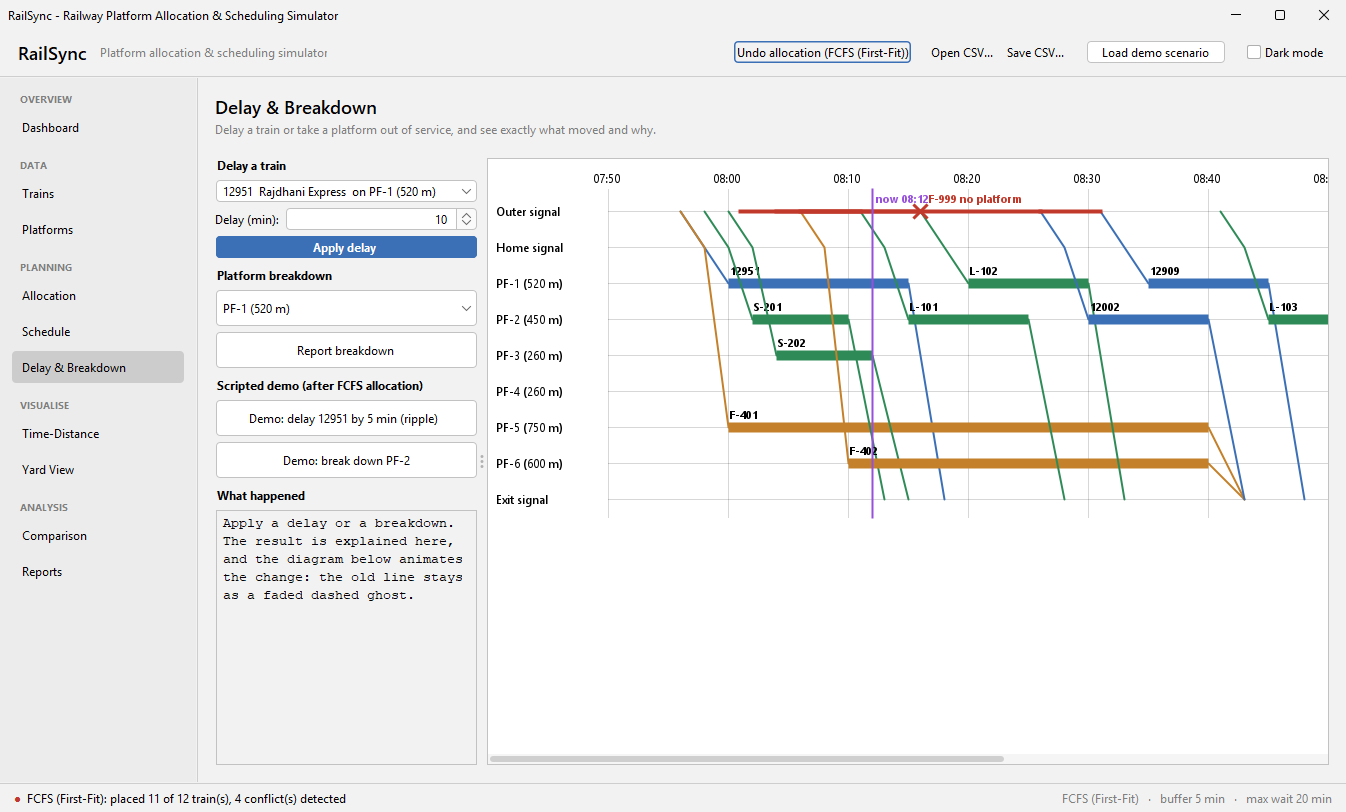 RailSync - Railway Platform Allocation & Scheduling Simulator
RailSync Platform allocation & scheduling simulator
Undo allocation (FCFS (First-Fit)) Open CSV... Save CSV... Load demo scenario Dark mode
OVERVIEW
Dashboard
DATA
Trains
Platforms
PLANNING
Allocation
Schedule
Delay & Breakdown
VISUALISE
Time-Distance
Yard View
ANALYSIS
Comparison
Reports
Delay & Breakdown
Delay a train or take a platform out of service, and see exactly what moved and why.
Delay a train
12951 Rajdhani Express on PF-1 (520 m)
Delay (min): 10
Apply delay
Platform breakdown
PF-1 (520 m)
Report breakdown
Scripted demo (after FCFS allocation)
Demo: delay 12951 by 5 min (ripple)
Demo: break down PF-2
What happened
Apply a delay or a breakdown.
The result is explained here,
and the diagram below animates
the change: the old line stays
as a faded dashed ghost.
07:50 08:00 08:10 08:20 08:30 08:40 08:
now 08:12 F-999 no platform
Outer signal
Home signal
12951 L-102 12909
PF-1 (520 m)
S-201 L-101 12002 L-103
PF-2 (450 m)
S-202
PF-3 (260 m)
PF-4 (260 m)
F-401
PF-5 (750 m)
F-402
PF-6 (600 m)
Exit signal
FCFS (First-Fit): placed 11 of 12 train(s), 4 conflict(s) detected
FCFS (First-Fit) · buffer 5 min · max wait 20 min